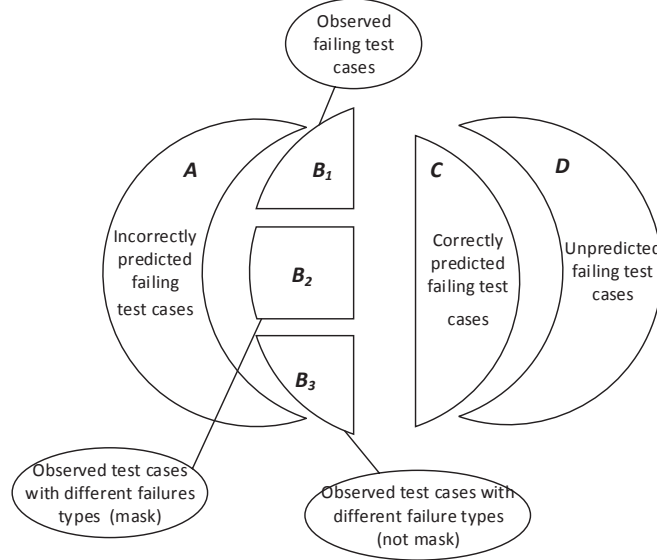 Observed
failing test
cases
A
B1
C
D
Incorrectly
predicted
failing
test cases
B2
Correctly
predicted
failing test
cases
Unpredicted
failing test
cases
B3
Observed test cases
with different failures
types (mask)
Observed test cases with
different failure types
(not mask)